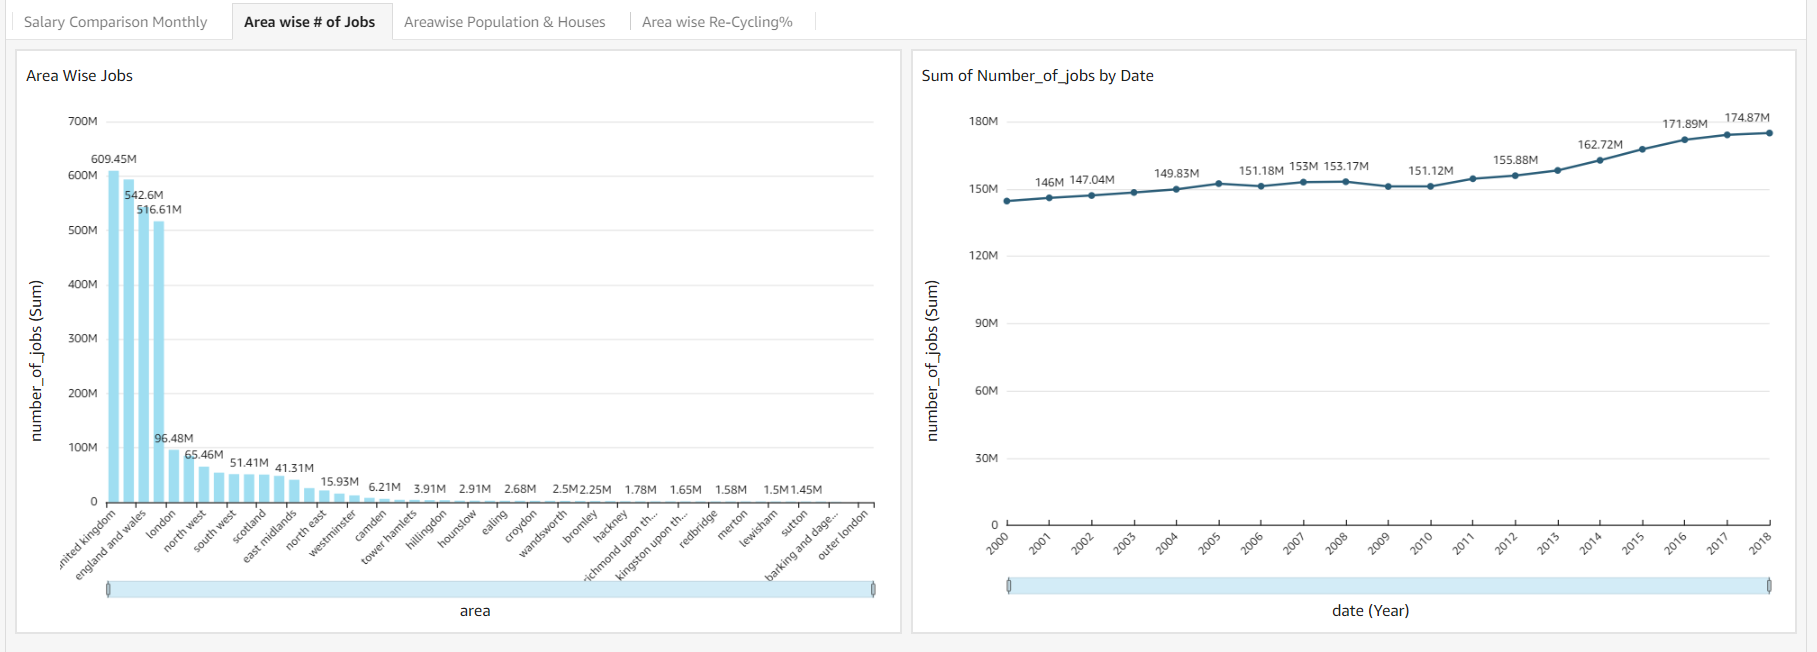 Salary Comparison Monthly
Area wise # of Jobs
Areawise Population & Houses
Area wise Re-Cycling%
Area Wise Jobs
700M
600M
500M
400M
300M
200M
100M
0
number_of_jobs (Sum)
609.45M
542.6M
516.61M
96.48M
65.46M
51.41M
41.31M
15.93M
6.21M
3.91M
2.91M
2.68M
2.5M
2.25M
1.78M
1.65M
1.58M
1.5M
1.45M
england and wales
london
north west
south west
scotland
east midlands
north east
westminster
camden
tower hamlets
hillingdon
hounslow
ealing
croydon
wandsworth
bromley
hackney
richmond upon th...
kingston upon th...
redbridge
merton
lewisham
sutton
barking and dage...
outer london
area
Sum of Number_of_jobs by Date
180M
150M
120M
90M
60M
30M
0
number_of_jobs (Sum)
146M
147.04M
149.83M
151.18M
153M
153.17M
151.12M
155.88M
162.72M
171.89M
174.87M
2000
2001
2002
2003
2004
2005
2006
2007
2008
2009
2010
2011
2012
2013
2014
2015
2016
2017
2018
date (Year)